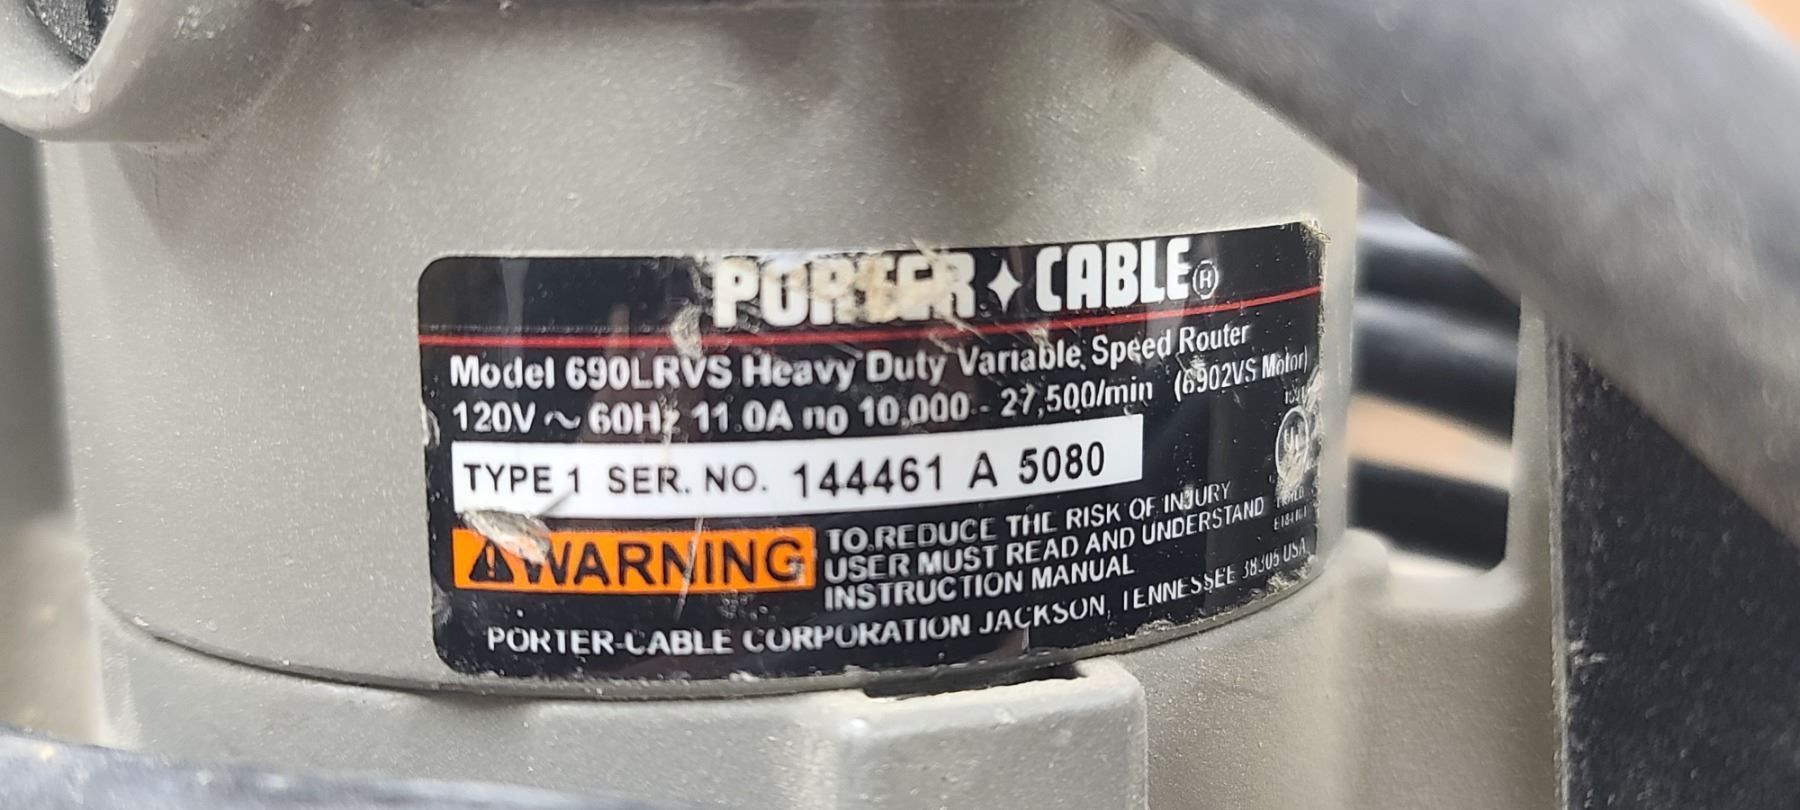 PORTER CABLE®
Model 690LRVS Heavy Duty Variable Speed Router
120V ~ 60Hz 11.0A no 10,000 - 27,500/min (6902VS Motor)
TYPE 1 SER. NO. 144461 A 5080
WARNING TO REDUCE THE RISK OF INJURY
USER MUST READ AND UNDERSTAND
INSTRUCTION MANUAL
PORTER-CABLE CORPORATION JACKSON, TENNESSEE 38305 USA